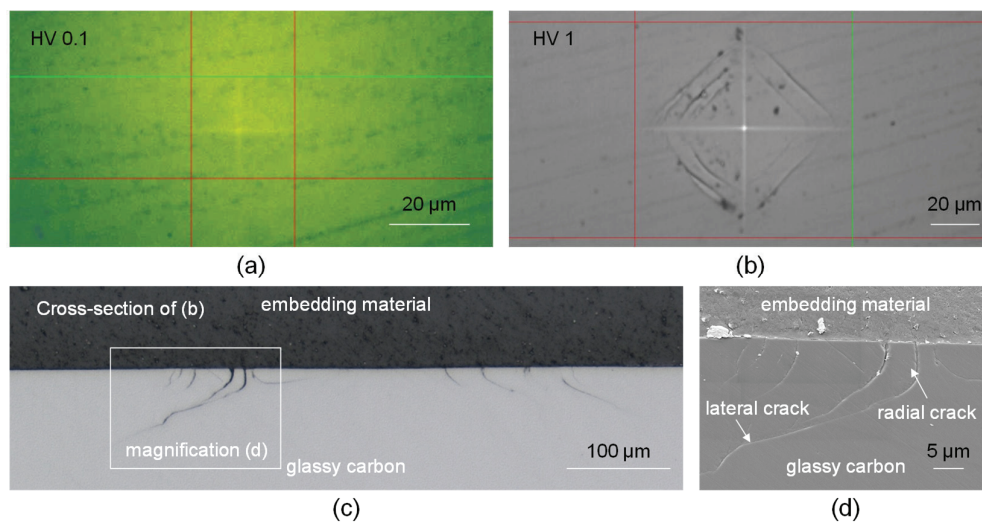 HV 0.1
20 µm
(a)
HV 1
20 µm
(b)
Cross-section of (b)
embedding material
magnification (d)
glassy carbon
100 µm
(c)
embedding material
lateral crack
radial crack
glassy carbon
5 µm
(d)